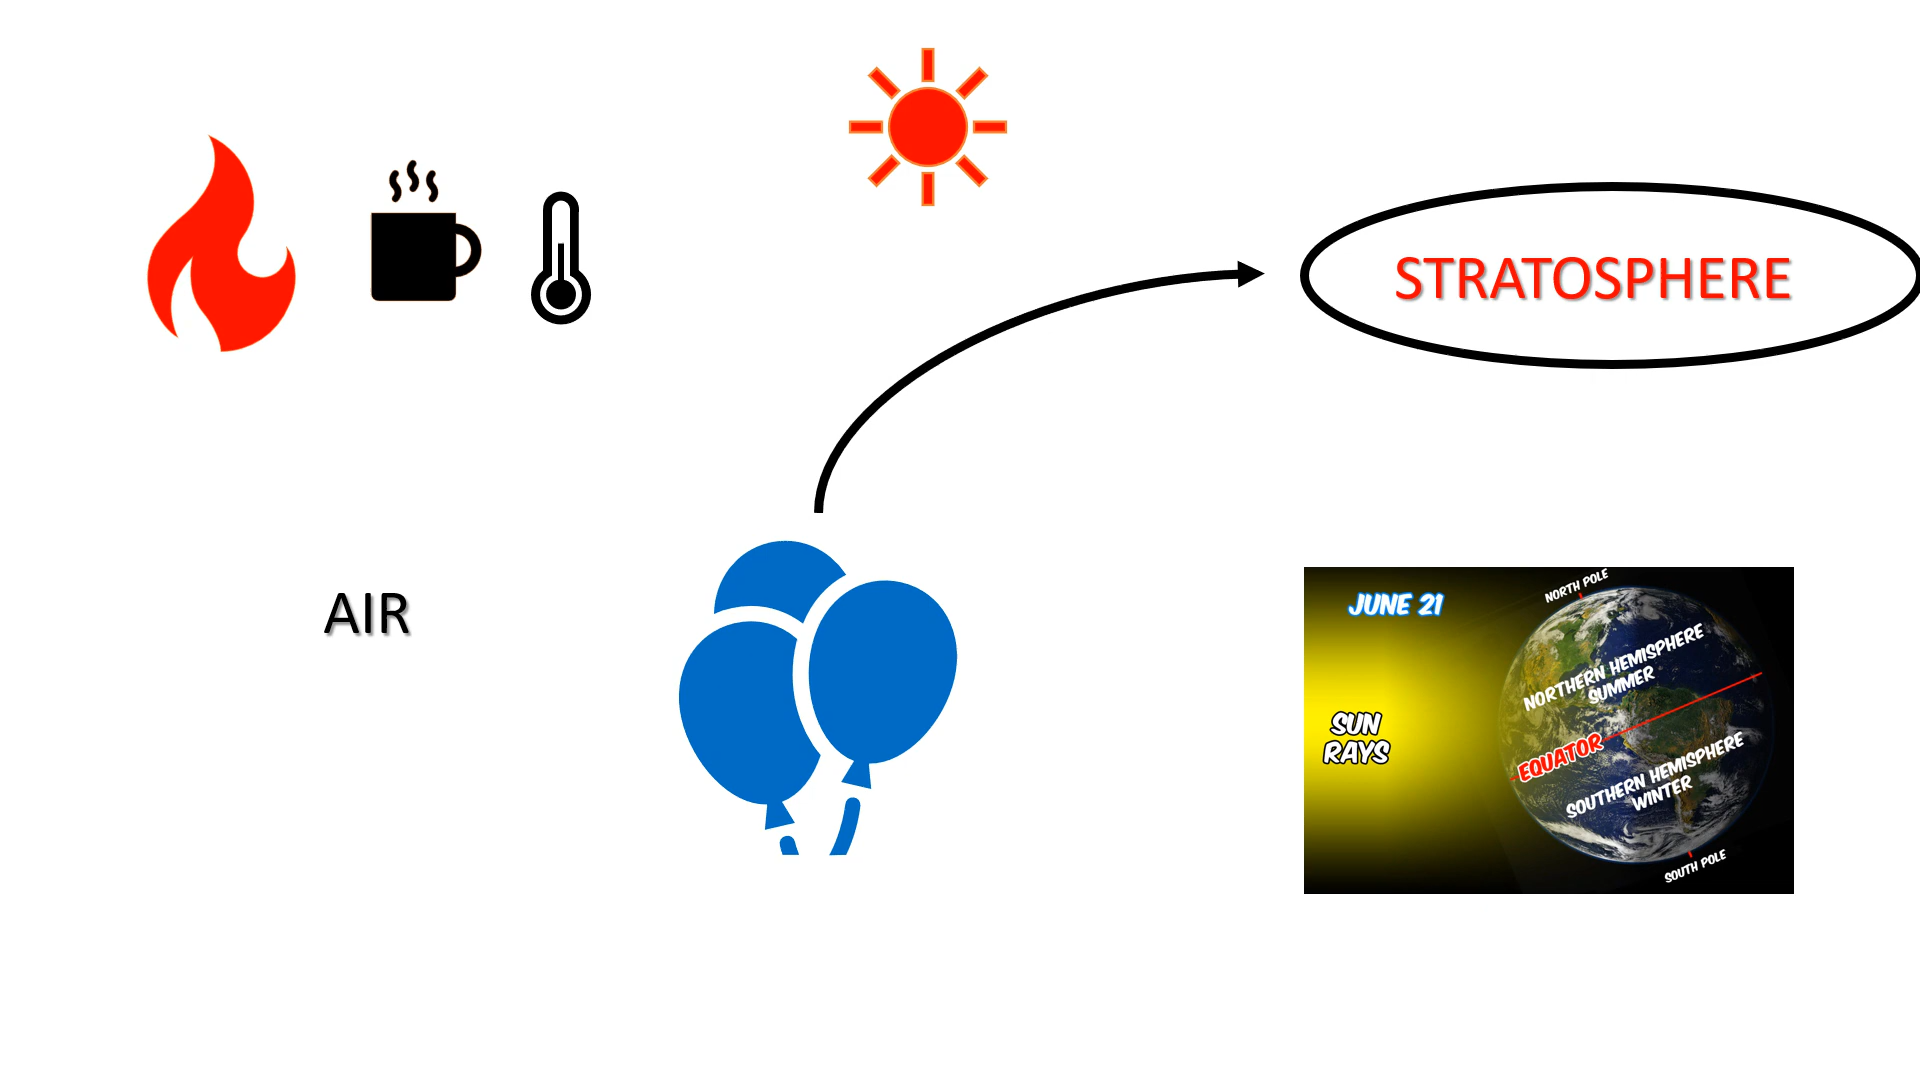 STRATOSPHERE
AIR
JUNE 21
NORTH POLE
NORTHERN HEMISPHERE
SUMMER
SUN
RAYS
EQUATOR
SOUTHERN HEMISPHERE
WINTER
SOUTH POLE